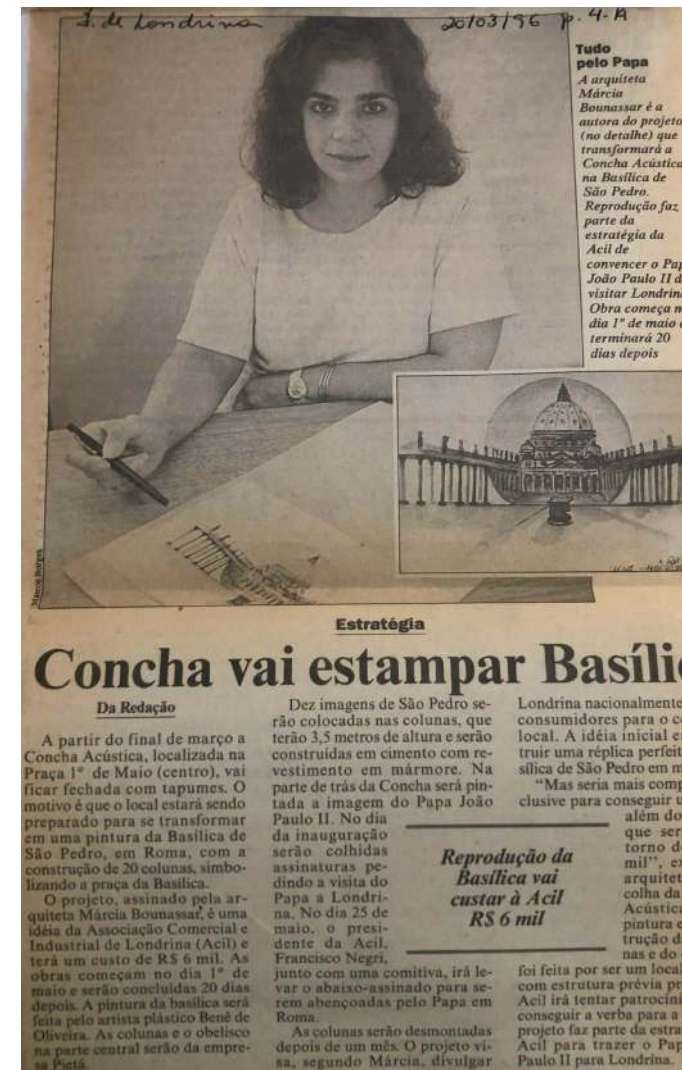 J. de Londrina 20/03/96 p. 4-A
Tudo
pelo Papa
A arquiteta
Márcia
Bounassar é a
autora do projeto
(no detalhe) que
transformará a
Concha Acústica
na Basílica de
São Pedro.
Reprodução faz
parte da
estratégia da
Acil de
convencer o Pap
João Paulo II
visitar Londrina
Obra começa
dia 1º de maio
terminará 20
dias depois
Márcos Borges
Estratégia
Concha vai estampar Basíli
Da Redação
A partir do final de março a
Concha Acústica, localizada na
Praça 1º de Maio (centro), vai
ficar fechada com tapumes. O
motivo é que o local estará sendo
preparado para se transformar
em uma pintura da Basílica de
São Pedro, em Roma, com a
construção de 20 colunas, simbo-
lizando a praça da Basílica.
O projeto, assinado pela ar-
quiteta Márcia Bounassar, é uma
idéia da Associação Comercial e
Industrial de Londrina (Acil) e
terá um custo de R$ 6 mil. As
obras começam no dia 1º de
maio e serão concluídas 20 dias
depois. A pintura da basílica será
feita pelo artista plástico Benê de
Oliveira. As colunas e o obelisco
na parte central serão da empre-
sa Pietá.
Dez imagens de São Pedro se-
rão colocadas nas colunas, que
terão 3,5 metros de altura e serão
construídas em cimento com re-
vestimento em mármore. Na
parte de trás da Concha será pin-
tada a imagem do Papa João
Paulo II. No dia
da inauguração
serão colhidas
assinaturas pe-
dindo a visita do
Papa a Londri-
na. No dia 25 de
maio, o presi-
dente da Acil,
Francisco Negri,
junto com uma comitiva, irá le-
var o abaixo-assinado para se-
rem abençoadas pelo Papa em
Roma.
As colunas serão desmontadas
depois de um mês. O projeto vi-
sa, segundo Márcia, divulgar
Reprodução da
Basílica vai
custar à Acil
R$ 6 mil
Londrina nacionalmente
consumidores para o c
local. A idéia inicial e
truir uma réplica perfeit
sílica de São Pedro em m
"Mas seria mais comp
clusive para conseguir u
além do
que ser
torno d
mil", ex
arquitet
colha da
Acústica
pintura e
trução d
nas e do
foi feita por ser um local
com estrutura prévia pr
Acil irá tentar patrocín
conseguir a verba para a
projeto faz parte da estra
Acil para trazer o Pap
Paulo II para Londrina.